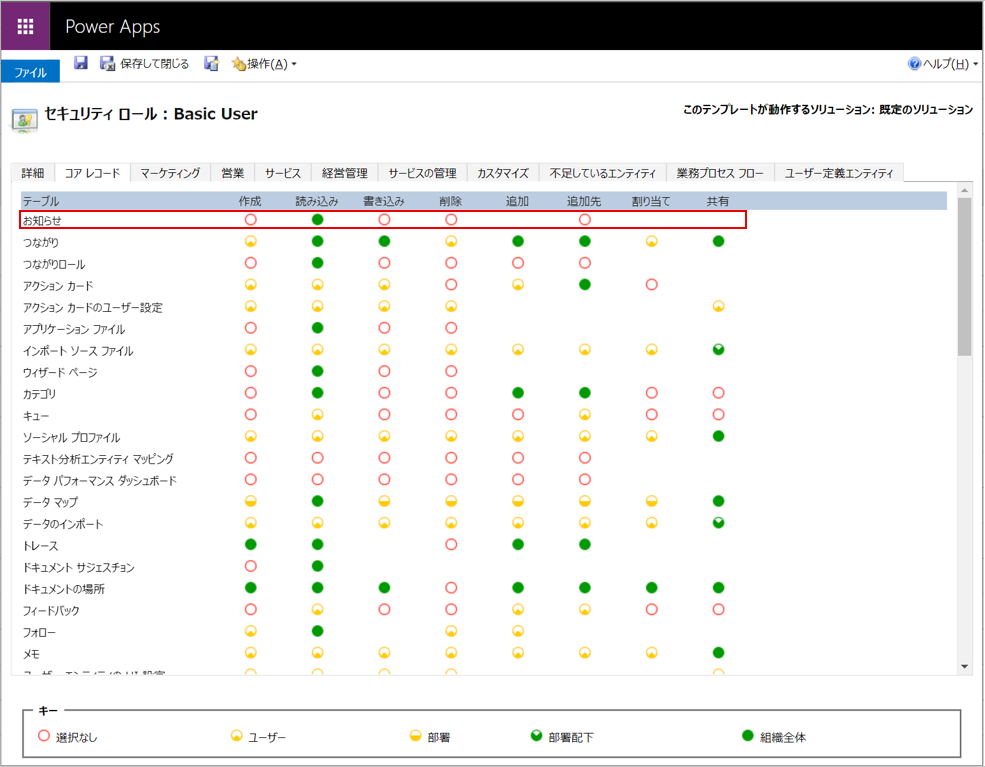 Power Apps
ファイル 保存して閉じる 操作(A) ヘルプ(H)
セキュリティ ロール : Basic User
このテンプレートが動作するソリューション: 既定のソリューション
詳細 コア レコード マーケティング 営業 サービス 経営管理 サービスの管理 カスタマイズ 不足しているエンティティ 業務プロセス フロー ユーザー定義エンティティ
テーブル 作成 読み込み 書き込み 削除 追加 追加先 割り当て 共有
お知らせ
つながり
つながりロール
アクション カード
アクション カードのユーザー設定
アプリケーション ファイル
インポート ソース ファイル
ウィザード ページ
カテゴリ
キュー
ソーシャル プロファイル
テキスト分析エンティティ マッピング
データ パフォーマンス ダッシュボード
データ マップ
データのインポート
トレース
ドキュメント サジェスチョン
ドキュメントの場所
フィードバック
フォロー
メモ
キー
選択なし ユーザー 部署 部署配下 組織全体